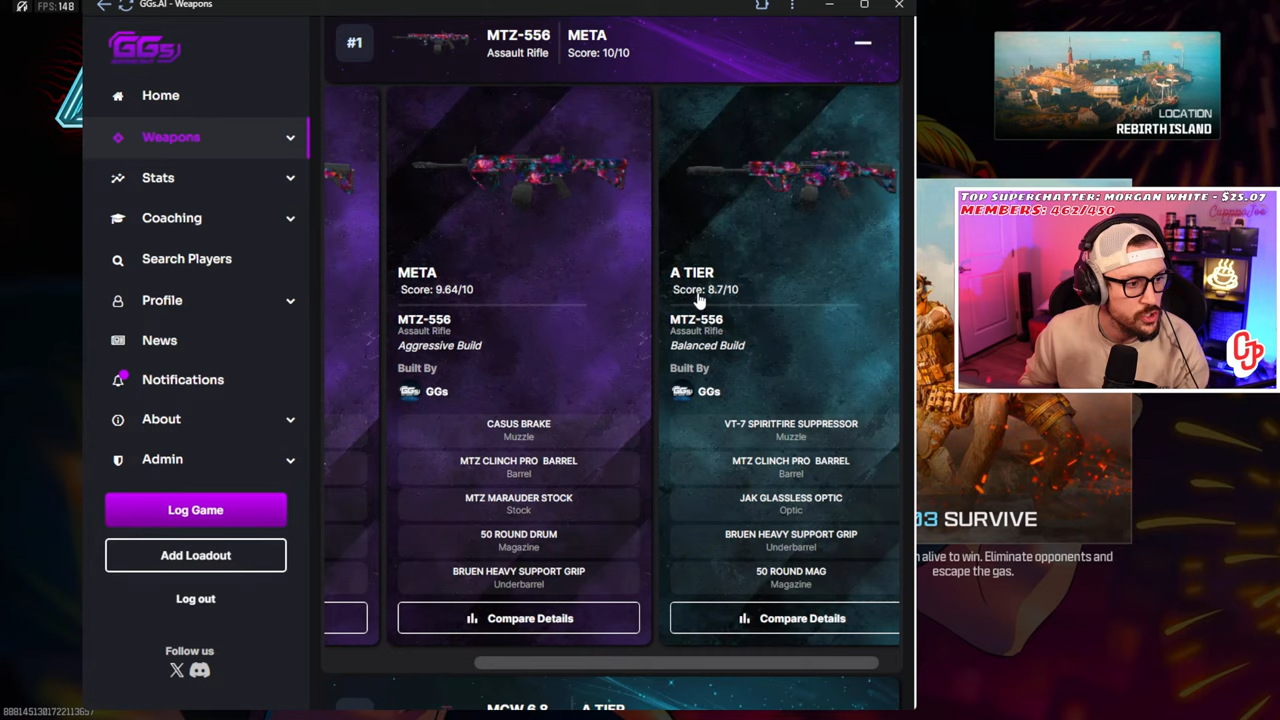 FPS: 148
GGs.AI - Weapons
GGs
Home
Weapons
Stats
Coaching
Search Players
Profile
News
Notifications
About
Admin
Log Game
Add Loadout
Log out
Follow us
#1
MTZ-556
Assault Rifle
META
Score: 10/10
META
Score: 9.64/10
MTZ-556
Assault Rifle
Aggressive Build
Built By
GGs
CASUS BRAKE
Muzzle
MTZ CLINCH PRO BARREL
Barrel
MTZ MARAUDER STOCK
Stock
50 ROUND DRUM
Magazine
BRUEN HEAVY SUPPORT GRIP
Underbarrel
Compare Details
A TIER
Score: 8.7/10
MTZ-556
Assault Rifle
Balanced Build
Built By
GGs
VT-7 SPIRITFIRE SUPPRESSOR
Muzzle
MTZ CLINCH PRO BARREL
Barrel
JAK GLASSLESS OPTIC
Optic
BRUEN HEAVY SUPPORT GRIP
Underbarrel
50 ROUND MAG
Magazine
Compare Details
MCW 6.8
A TIER
LOCATION
REBIRTH ISLAND
TOP SUPERCHATTER: MORGAN WHITE - $25.07
MEMBERS: 462/450
CJ
03 SURVIVE
alive to win. Eliminate opponents and
escape the gas.